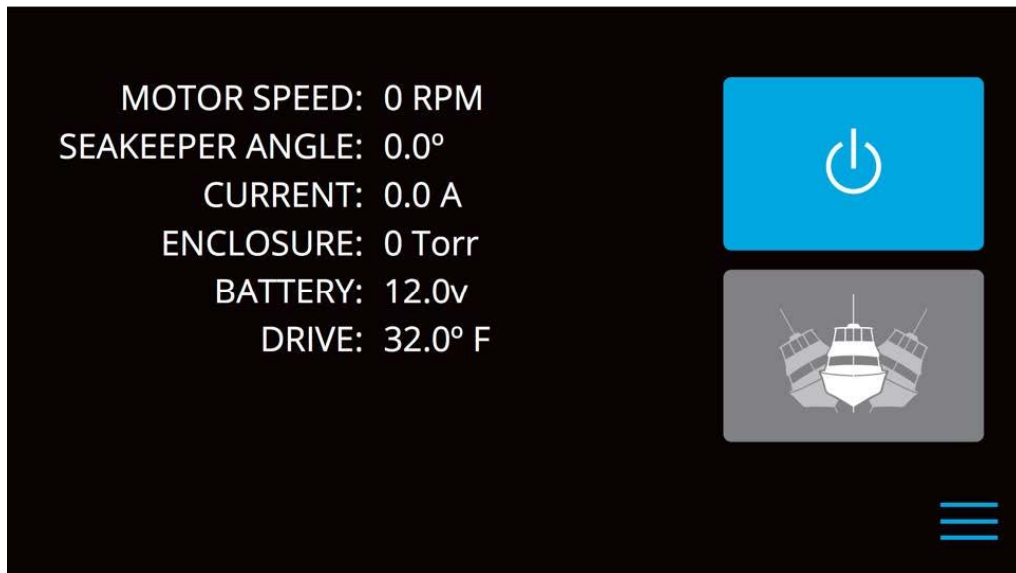 MOTOR SPEED: 0 RPM
SEAKEEPER ANGLE: 0.0º
CURRENT: 0.0 A
ENCLOSURE: 0 Torr
BATTERY: 12.0v
DRIVE: 32.0º F